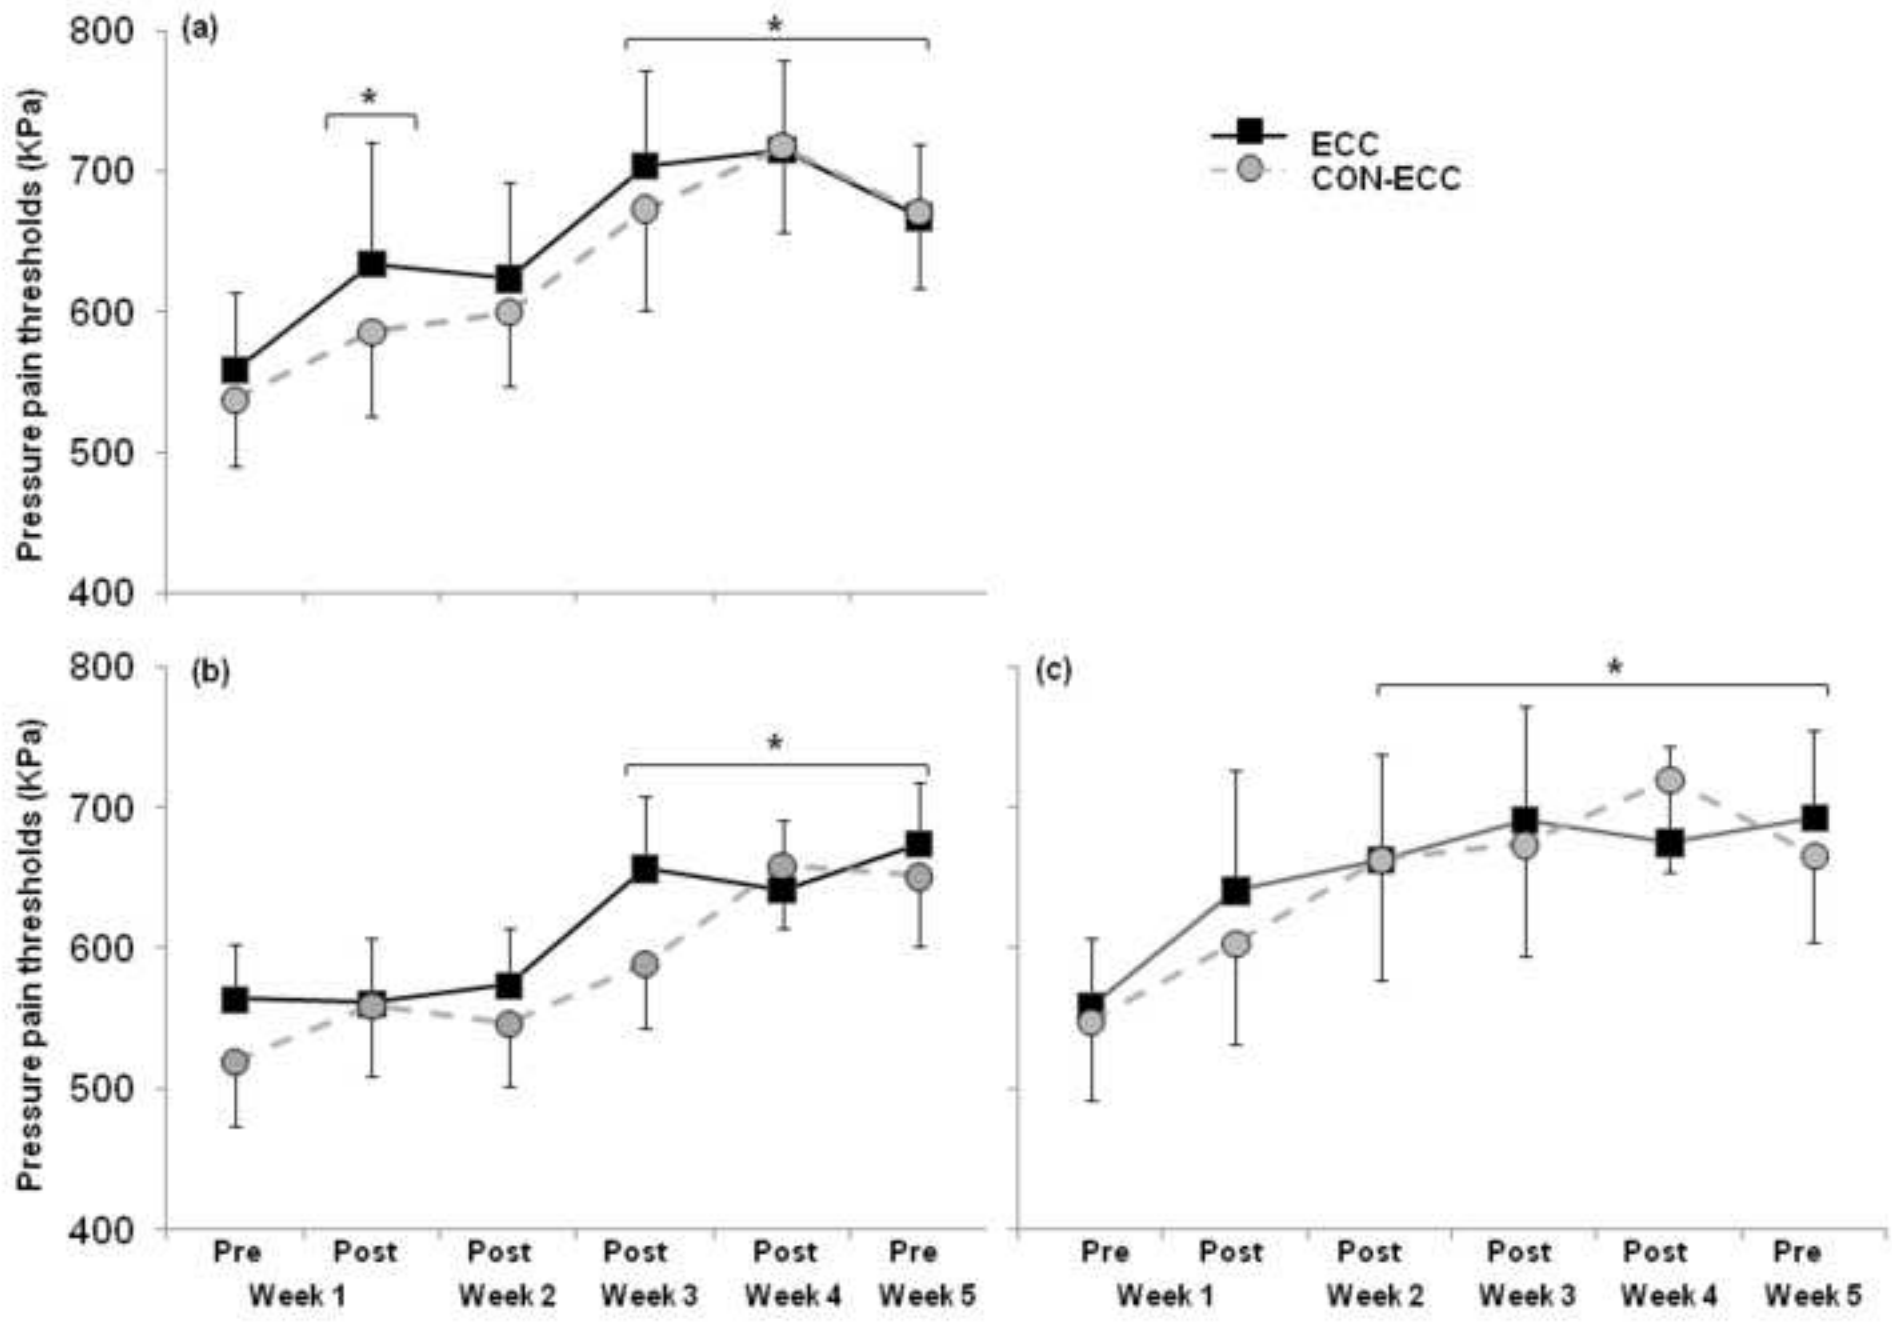 800
(a)
*
*
700
600
500
400
Pressure pain thresholds (KPa)
ECC
CON-ECC
800
(b)
*
700
600
500
400
Pressure pain thresholds (KPa)
(c)
*
Pre Post Post Post Post Pre
Week 1 Week 2 Week 3 Week 4 Week 5
Pre Post Post Post Post Pre
Week 1 Week 2 Week 3 Week 4 Week 5